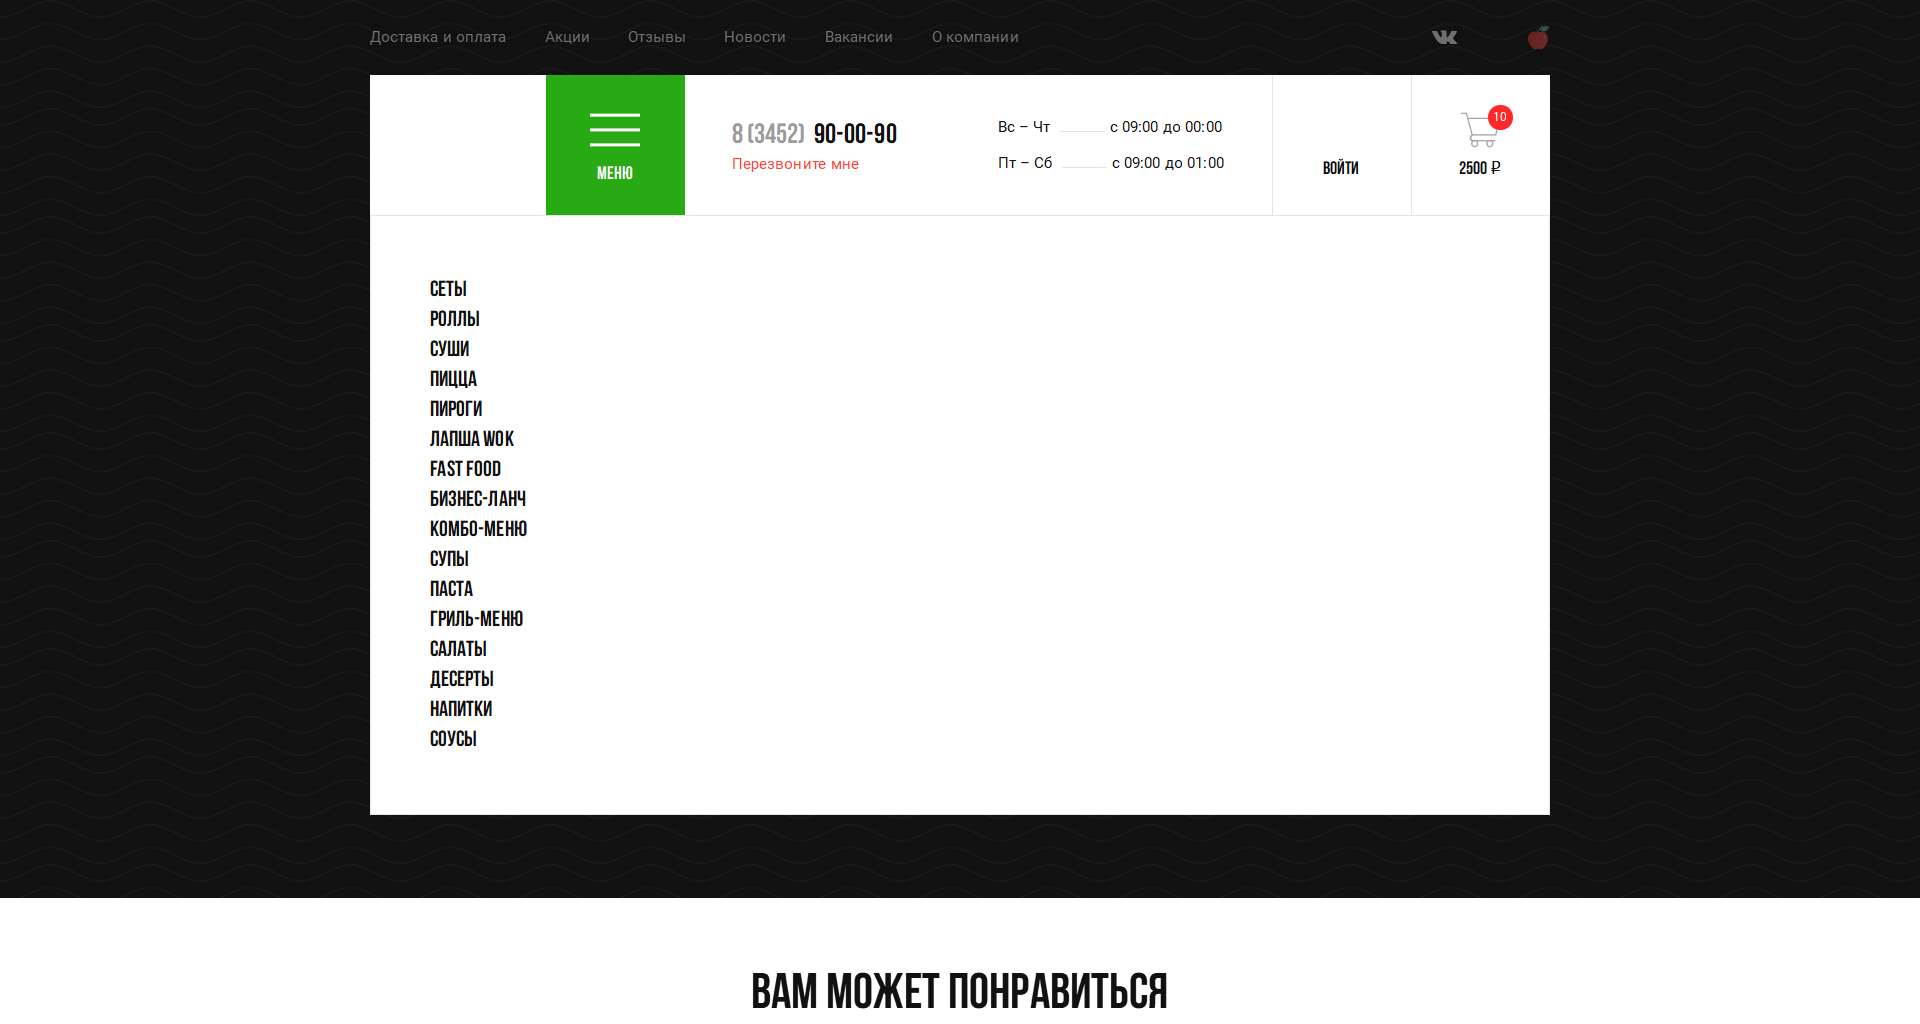 Доставка и оплата Акции Отзывы Новости Вакансии О компании
МЕНЮ
8 (3452) 90-00-90
Перезвоните мне
Вс – Чт с 09:00 до 00:00
Пт – Сб с 09:00 до 01:00
ВОЙТИ
10
2500 ₽
СЕТЫ
РОЛЛЫ
СУШИ
ПИЦЦА
ПИРОГИ
ЛАПША WOK
FAST FOOD
БИЗНЕС-ЛАНЧ
КОМБО-МЕНЮ
СУПЫ
ПАСТА
ГРИЛЬ-МЕНЮ
САЛАТЫ
ДЕСЕРТЫ
НАПИТКИ
СОУСЫ
ВАМ МОЖЕТ ПОНРАВИТЬСЯ